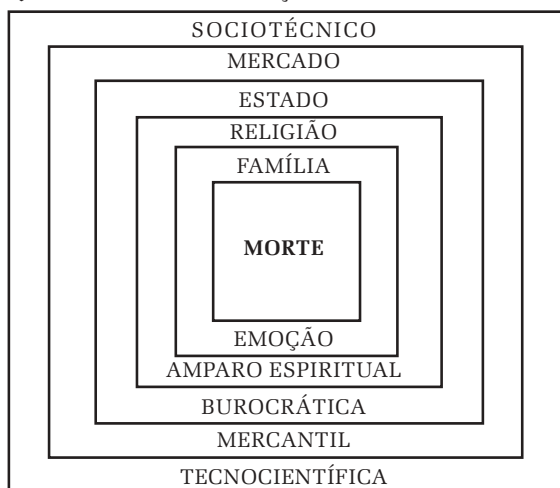 SOCIOTÉCNICO
MERCADO
ESTADO
RELIGIÃO
FAMÍLIA
MORTE
EMOÇÃO
AMPARO ESPIRITUAL
BUROCRÁTICA
MERCANTIL
TECNOCIENTÍFICA